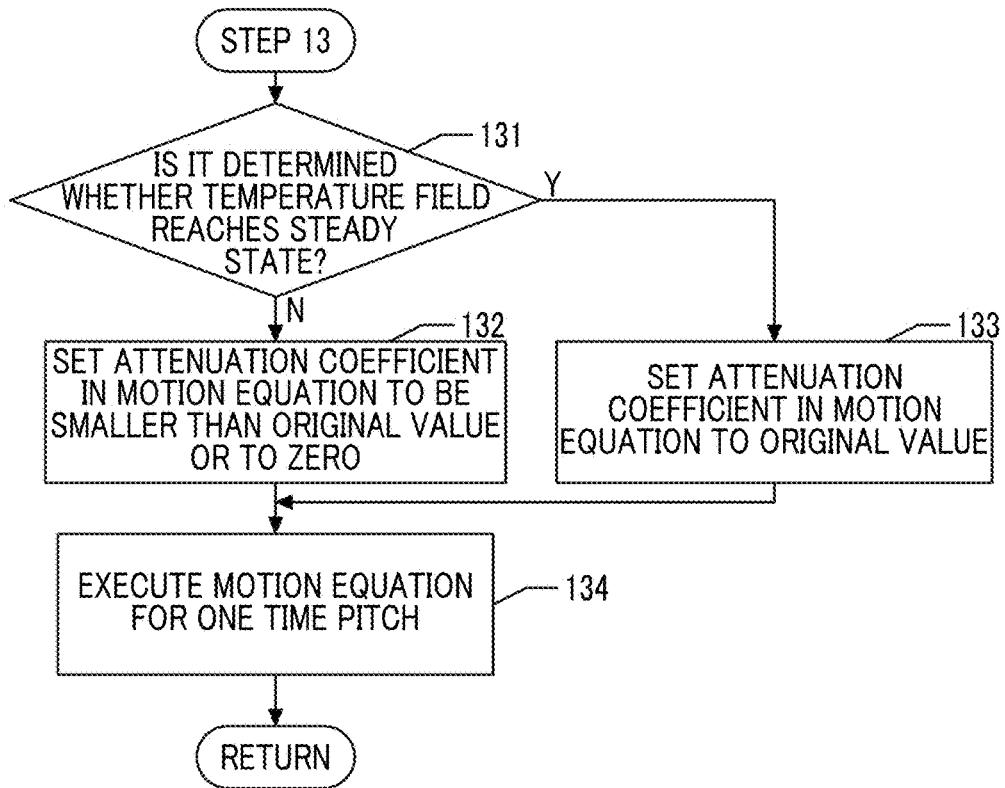 STEP 13
131
IS IT DETERMINED
WHETHER TEMPERATURE FIELD
REACHES STEADY
STATE?
Y
N
132
SET ATTENUATION COEFFICIENT
IN MOTION EQUATION TO BE
SMALLER THAN ORIGINAL VALUE
OR TO ZERO
133
SET ATTENUATION
COEFFICIENT IN MOTION
EQUATION TO ORIGINAL VALUE
EXECUTE MOTION EQUATION
FOR ONE TIME PITCH
134
RETURN